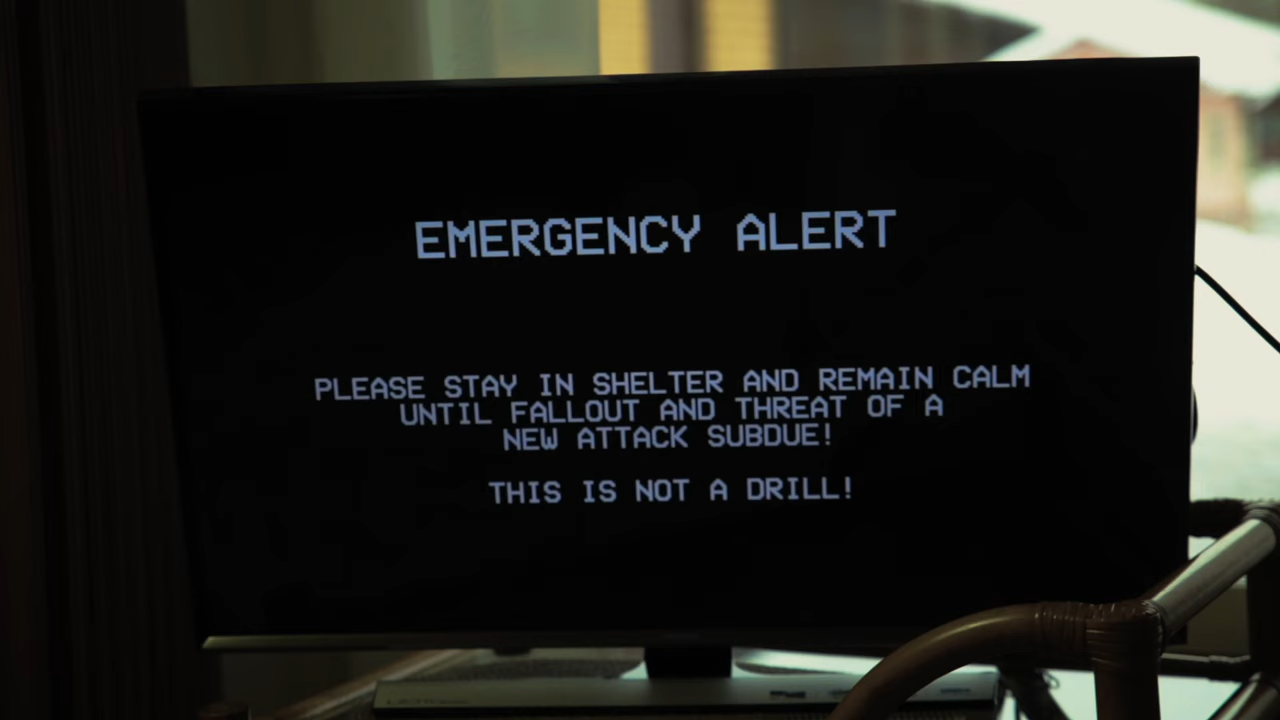 EMERGENCY ALERT
PLEASE STAY IN SHELTER AND REMAIN CALM
UNTIL FALLOUT AND THREAT OF A
NEW ATTACK SUBDUE!
THIS IS NOT A DRILL!